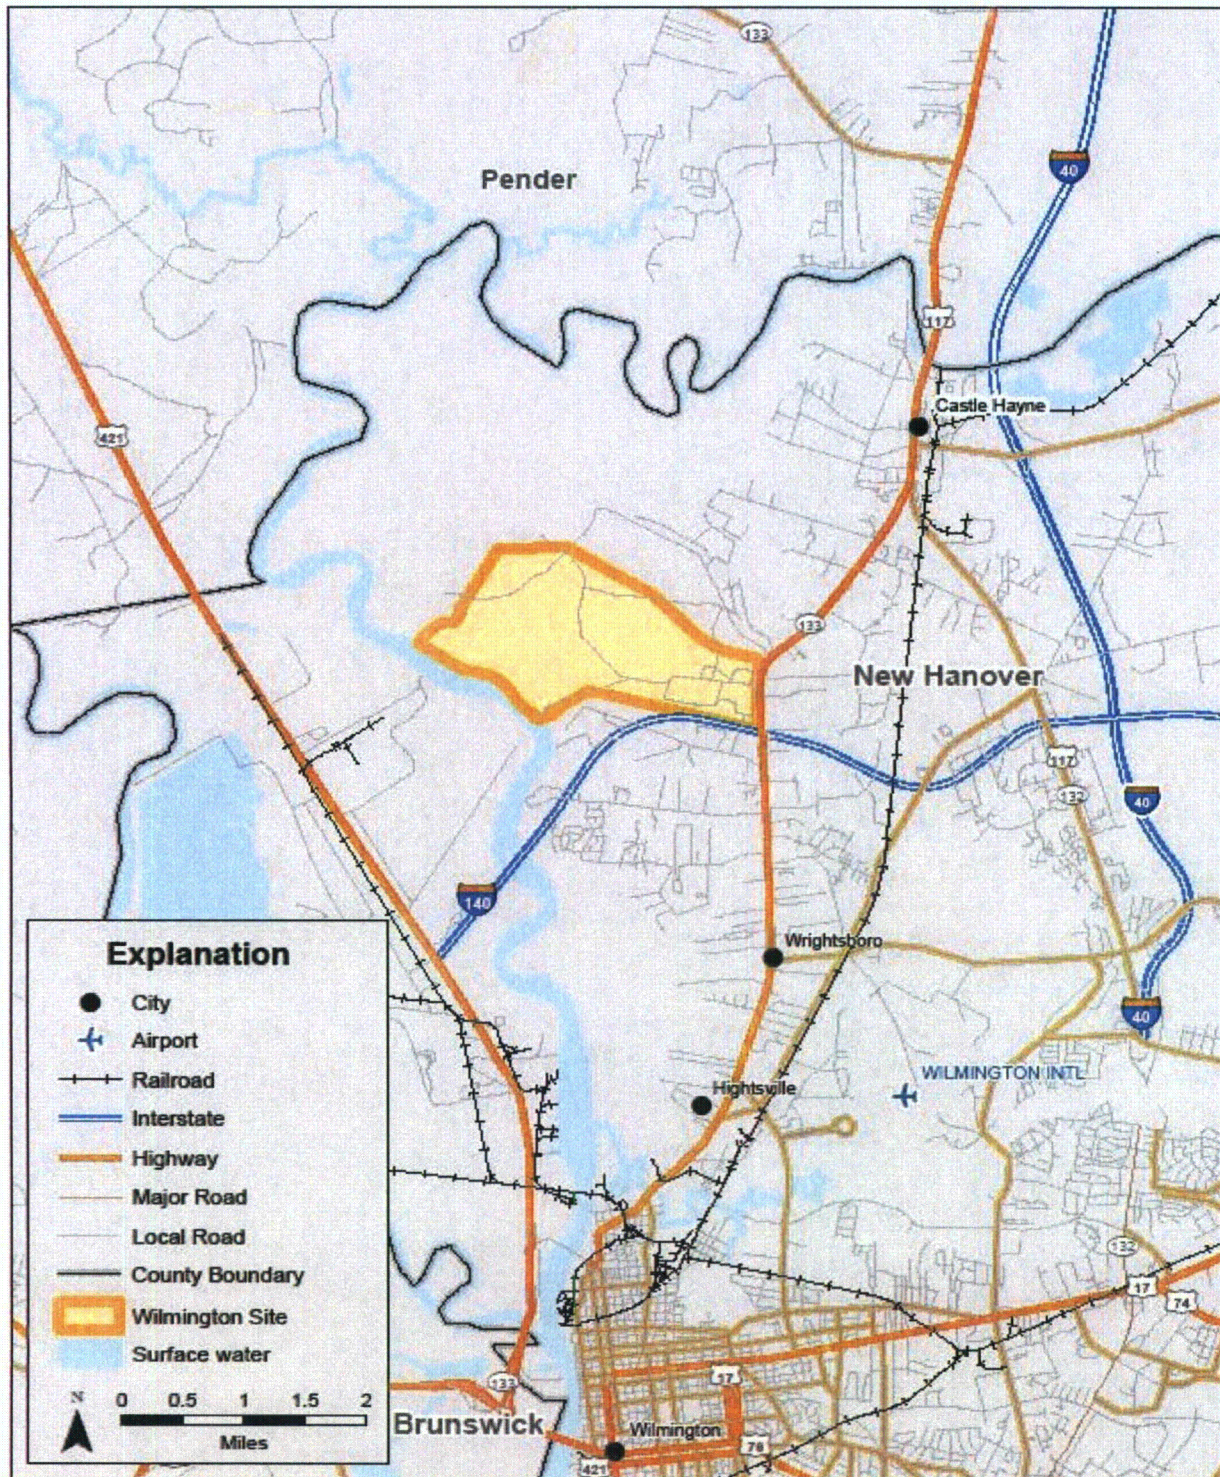 133
Pender
40
117
Castle Hayne
421
133
New Hanover
117
132
40
140
Wrightsboro
40
WILMINGTON INTL
Hightsville
132
17
74
133
17
Brunswick
Wilmington
76
421
Explanation
City
Airport
Railroad
Interstate
Highway
Major Road
Local Road
County Boundary
Wilmington Site
Surface water
N
0 0.5 1 1.5 2
Miles